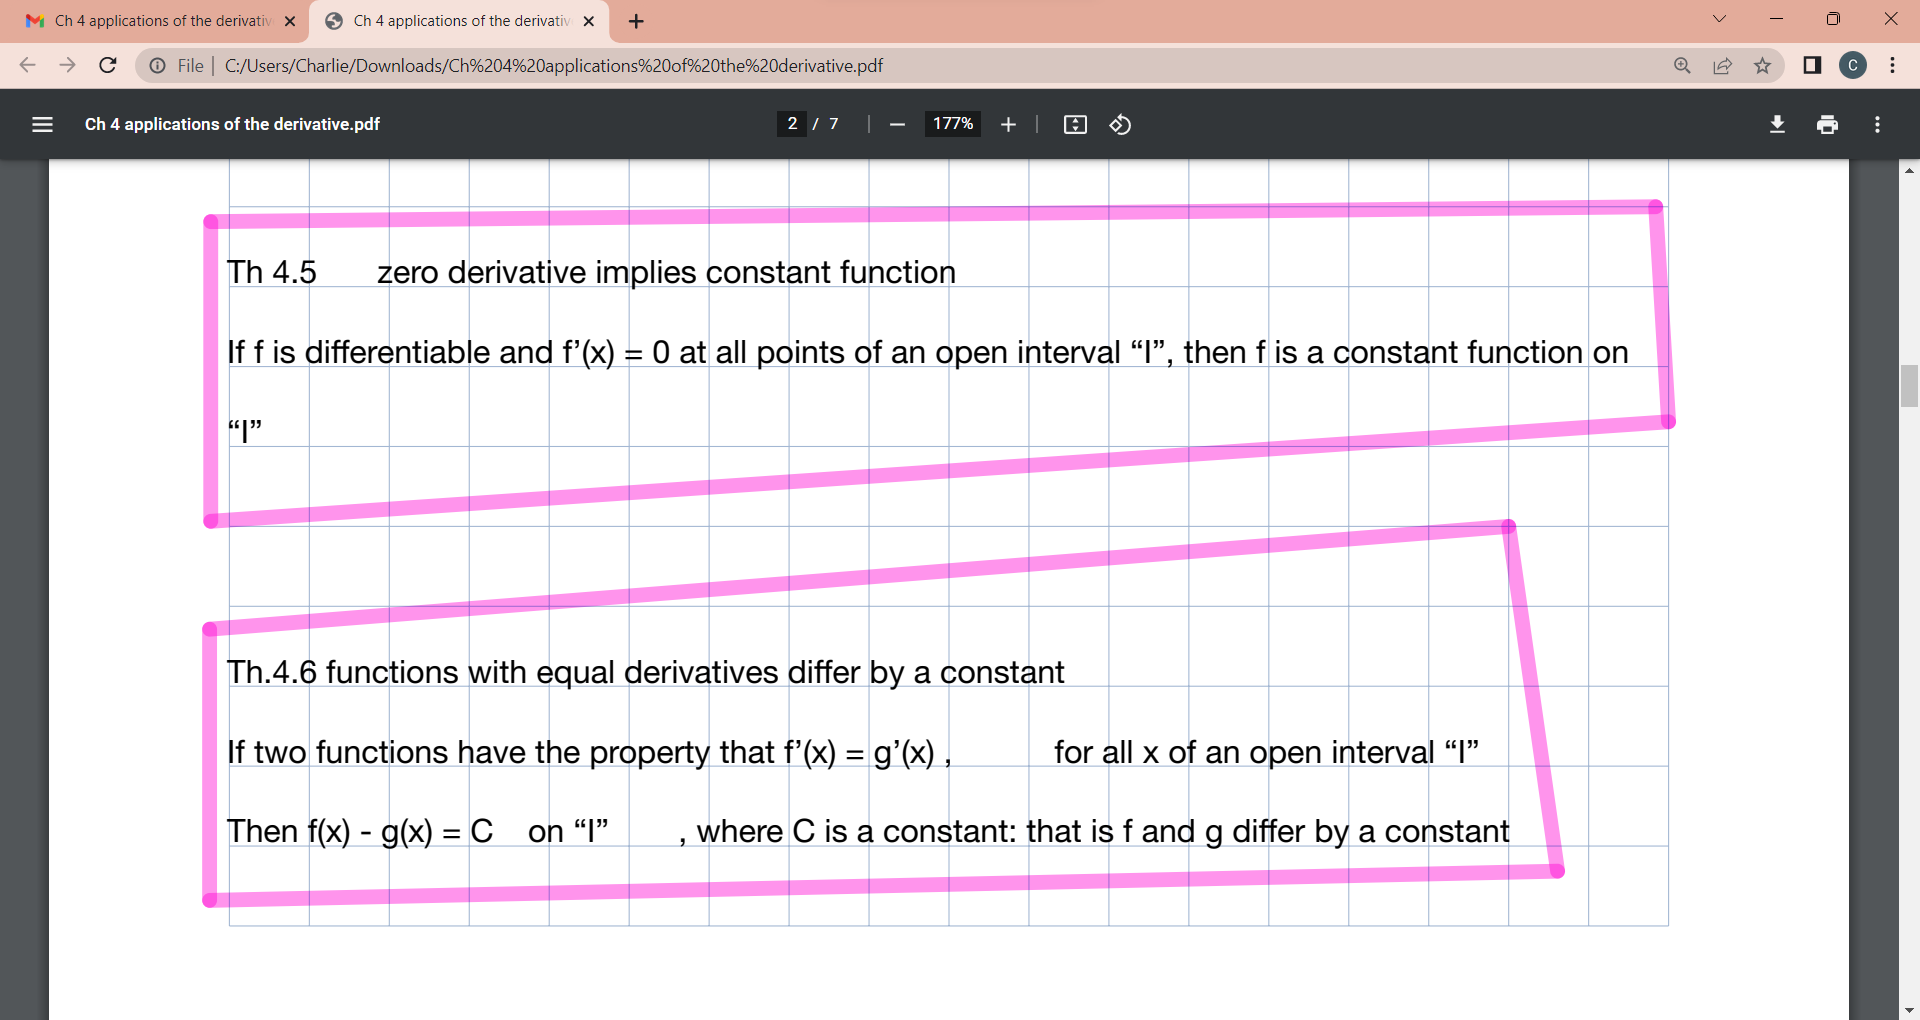 Ch 4 applications of the derivativ
Ch 4 applications of the derivativ
File
C:/Users/Charlie/Downloads/Ch%204%20applications%20of%20the%20derivative.pdf
C
Ch 4 applications of the derivative.pdf
2 / 7
177%
Th 4.5 zero derivative implies constant function
If f is differentiable and f’(x) = 0 at all points of an open interval “I”, then f is a constant function on
“I”
Th.4.6 functions with equal derivatives differ by a constant
If two functions have the property that f’(x) = g’(x) , for all x of an open interval “I”
Then f(x) - g(x) = C on “I” , where C is a constant: that is f and g differ by a constant